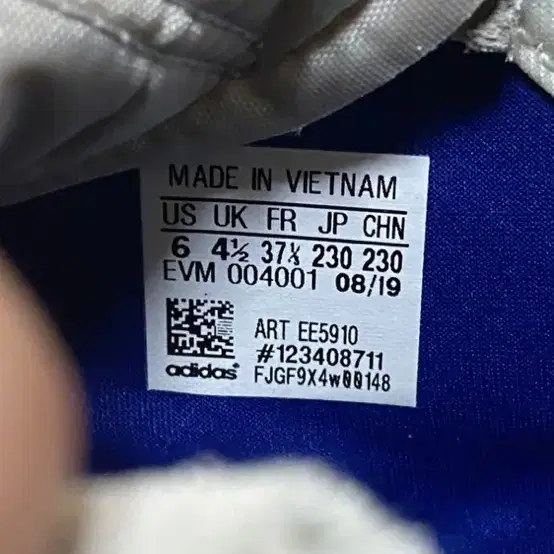 MADE IN VIETNAM
US UK FR JP CHN
6 4½ 37⅓ 230 230
EVM 004001 08/19
ART EE5910
#123408711
adidas FJGF9X4w00148